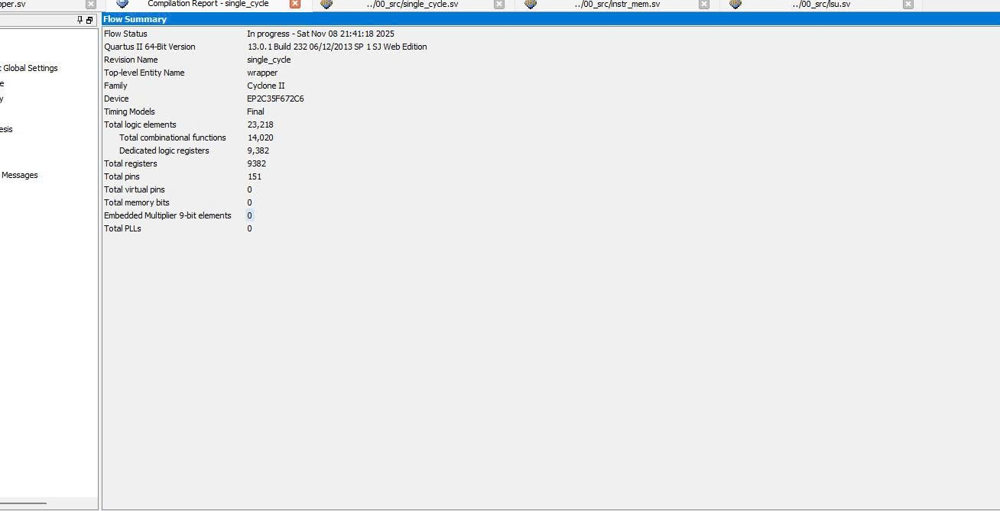 pper.sv
Compilation Report - single_cycle
../00_src/single_cycle.sv
../00_src/instr_mem.sv
../00_src/lsu.sv
Global Settings
e
y
esis
Messages
Flow Summary
Flow Status In progress - Sat Nov 08 21:41:18 2025
Quartus II 64-Bit Version 13.0.1 Build 232 06/12/2013 SP 1 SJ Web Edition
Revision Name single_cycle
Top-level Entity Name wrapper
Family Cyclone II
Device EP2C35F672C6
Timing Models Final
Total logic elements 23,218
Total combinational functions 14,020
Dedicated logic registers 9,382
Total registers 9382
Total pins 151
Total virtual pins 0
Total memory bits 0
Embedded Multiplier 9-bit elements 0
Total PLLs 0